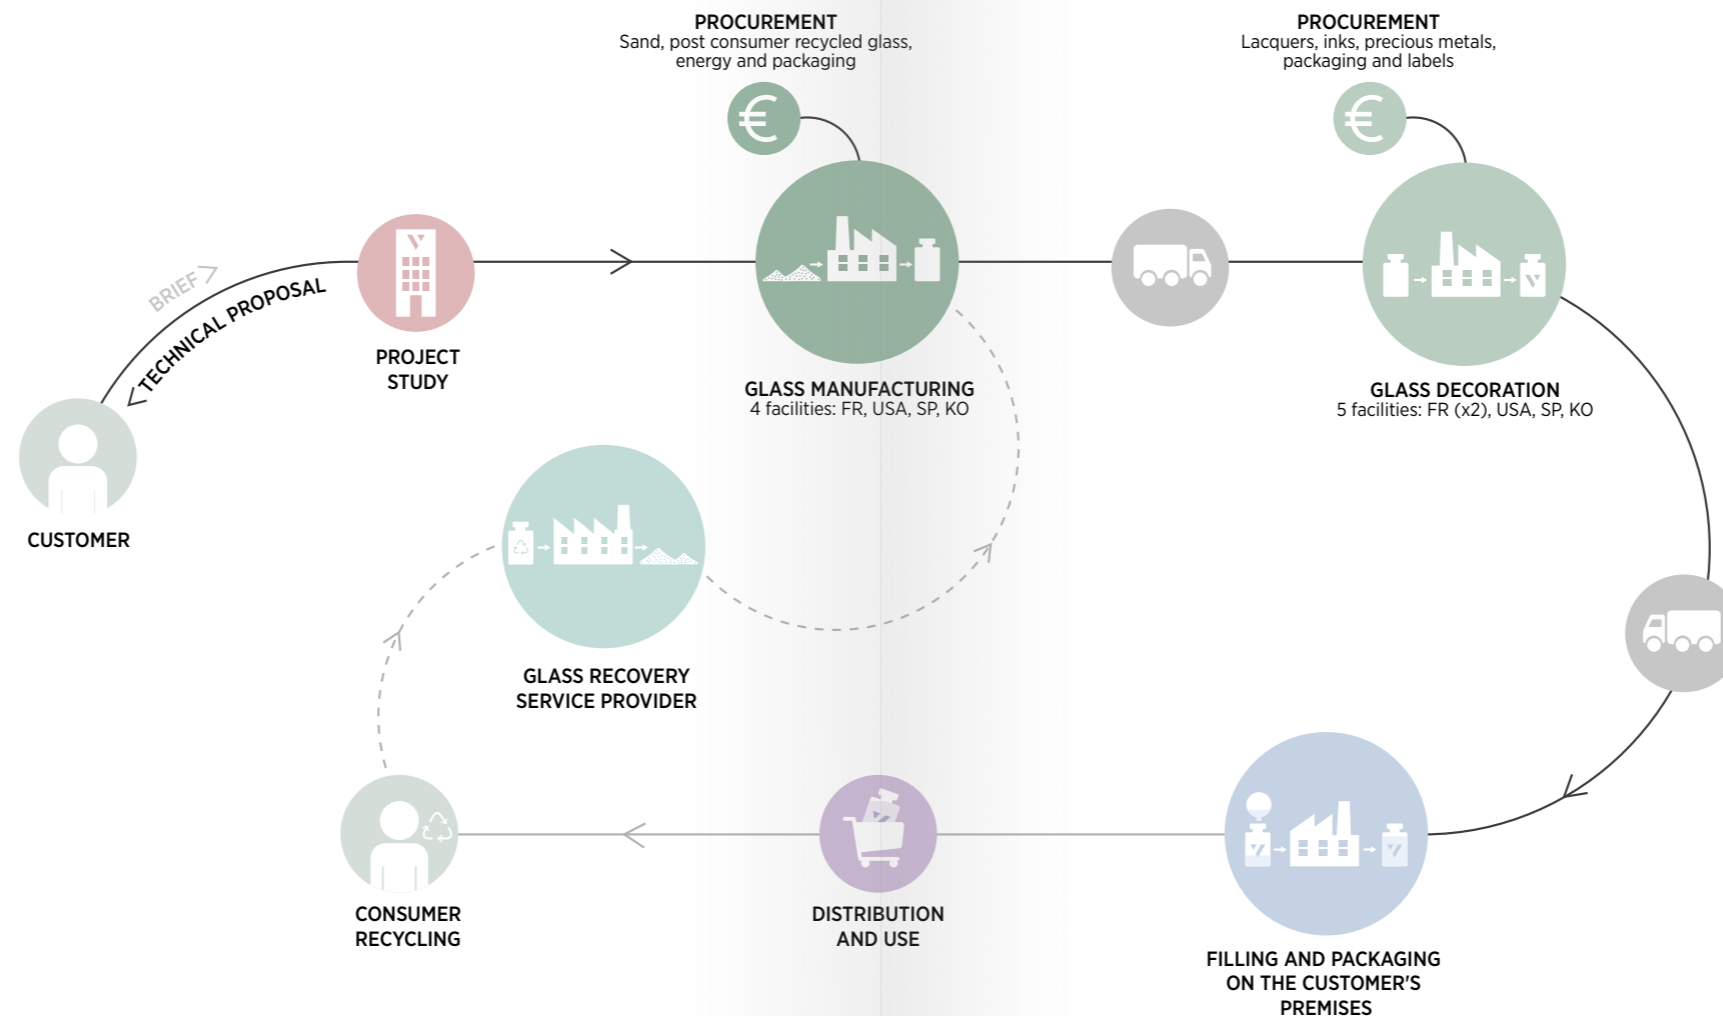 PROCUREMENT
Sand, post consumer recycled glass,
energy and packaging
PROCUREMENT
Lacquers, inks, precious metals,
packaging and labels
BRIEF
TECHNICAL PROPOSAL
PROJECT
STUDY
GLASS MANUFACTURING
4 facilities: FR, USA, SP, KO
GLASS DECORATION
5 facilities: FR (x2), USA, SP, KO
CUSTOMER
GLASS RECOVERY
SERVICE PROVIDER
CONSUMER
RECYCLING
DISTRIBUTION
AND USE
FILLING AND PACKAGING
ON THE CUSTOMER'S
PREMISES